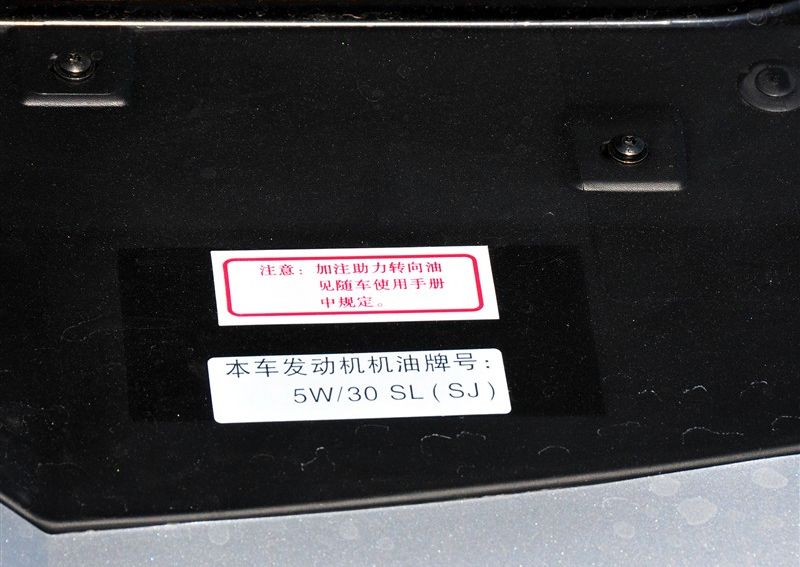 注意：加注助力转向油
见随车使用手册
中规定。
本车发动机机油牌号：
5W/30 SL(SJ)